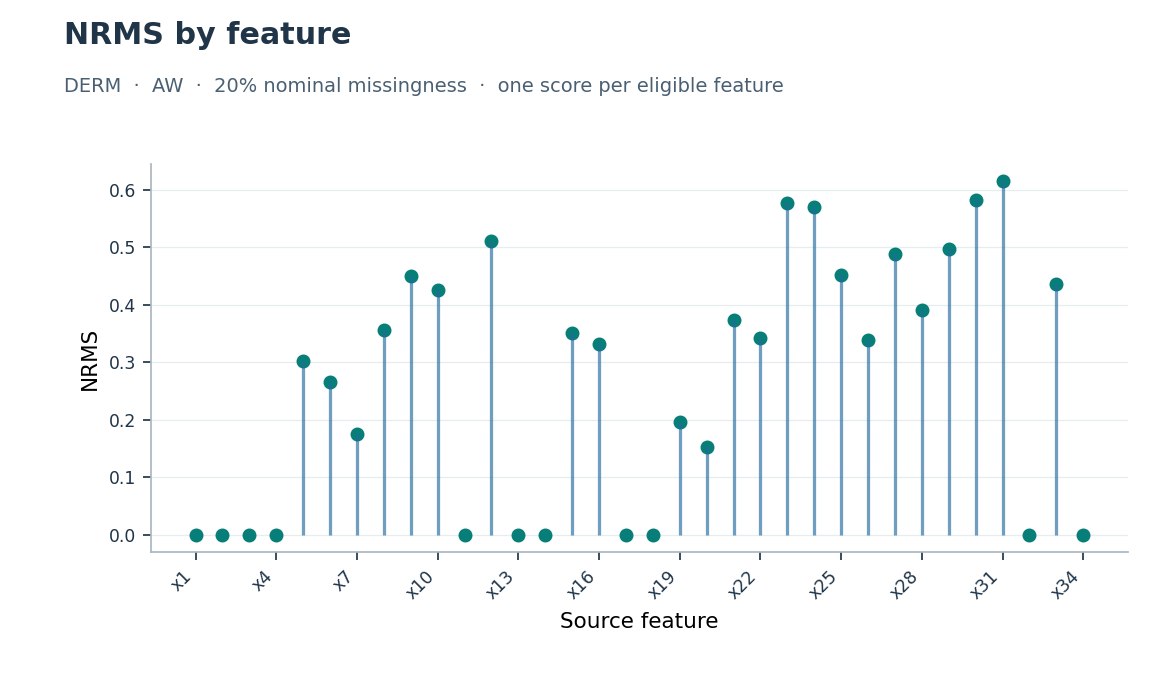 NRMS by feature
DERM · AW · 20% nominal missingness · one score per eligible feature
NRMS
0.6
0.5
0.4
0.3
0.2
0.1
0.0
x1
x4
x7
x10
x13
x16
x19
x22
x25
x28
x31
x34
Source feature